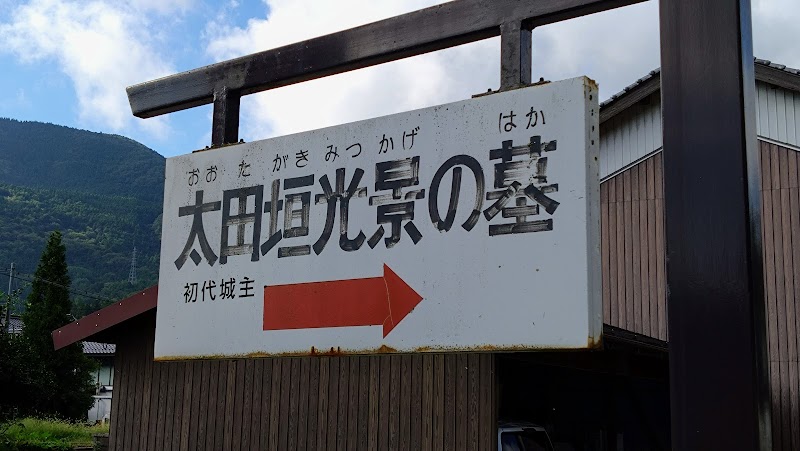 おおたがきみつかげ はか
太田垣光景の墓
初代城主